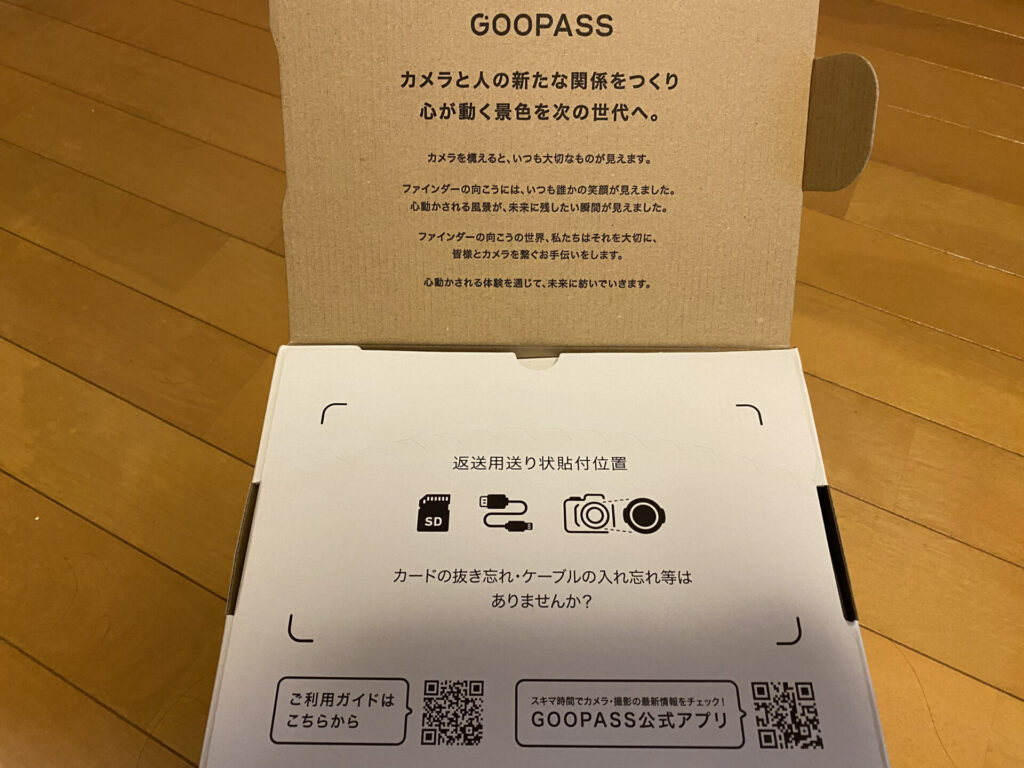 GOOPASS
カメラと人の新たな関係をつくり
心が動く景色を次の世代へ。
カメラを構えると、いつも大切なものが見えます。
ファインダーの向こうには、いつも誰かの笑顔が見えました。
心動かされる風景が、未来に残したい瞬間が見えました。
ファインダーの向こうの世界、私たちはそれを大切に、
皆様とカメラを繋ぐお手伝いをします。
心動かされる体験を通じて、未来に紡いでいきます。
返送用送り状貼付位置
SD
カードの抜き忘れ・ケーブルの入れ忘れ等は
ありませんか?
ご利用ガイドは
こちらから
スキマ時間でカメラ・撮影の最新情報をチェック!
GOOPASS公式アプリ